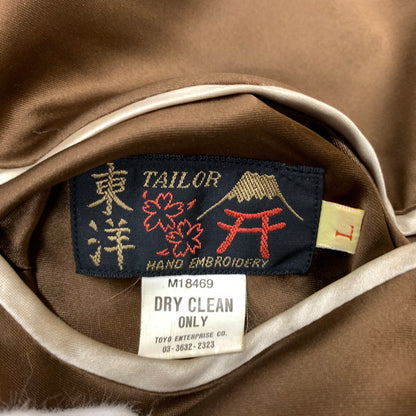 東洋
TAILOR
HAND EMBROIDERY
L
M18469
DRY CLEAN
ONLY
TOYO ENTERPRISE CO.
03-3632-2323